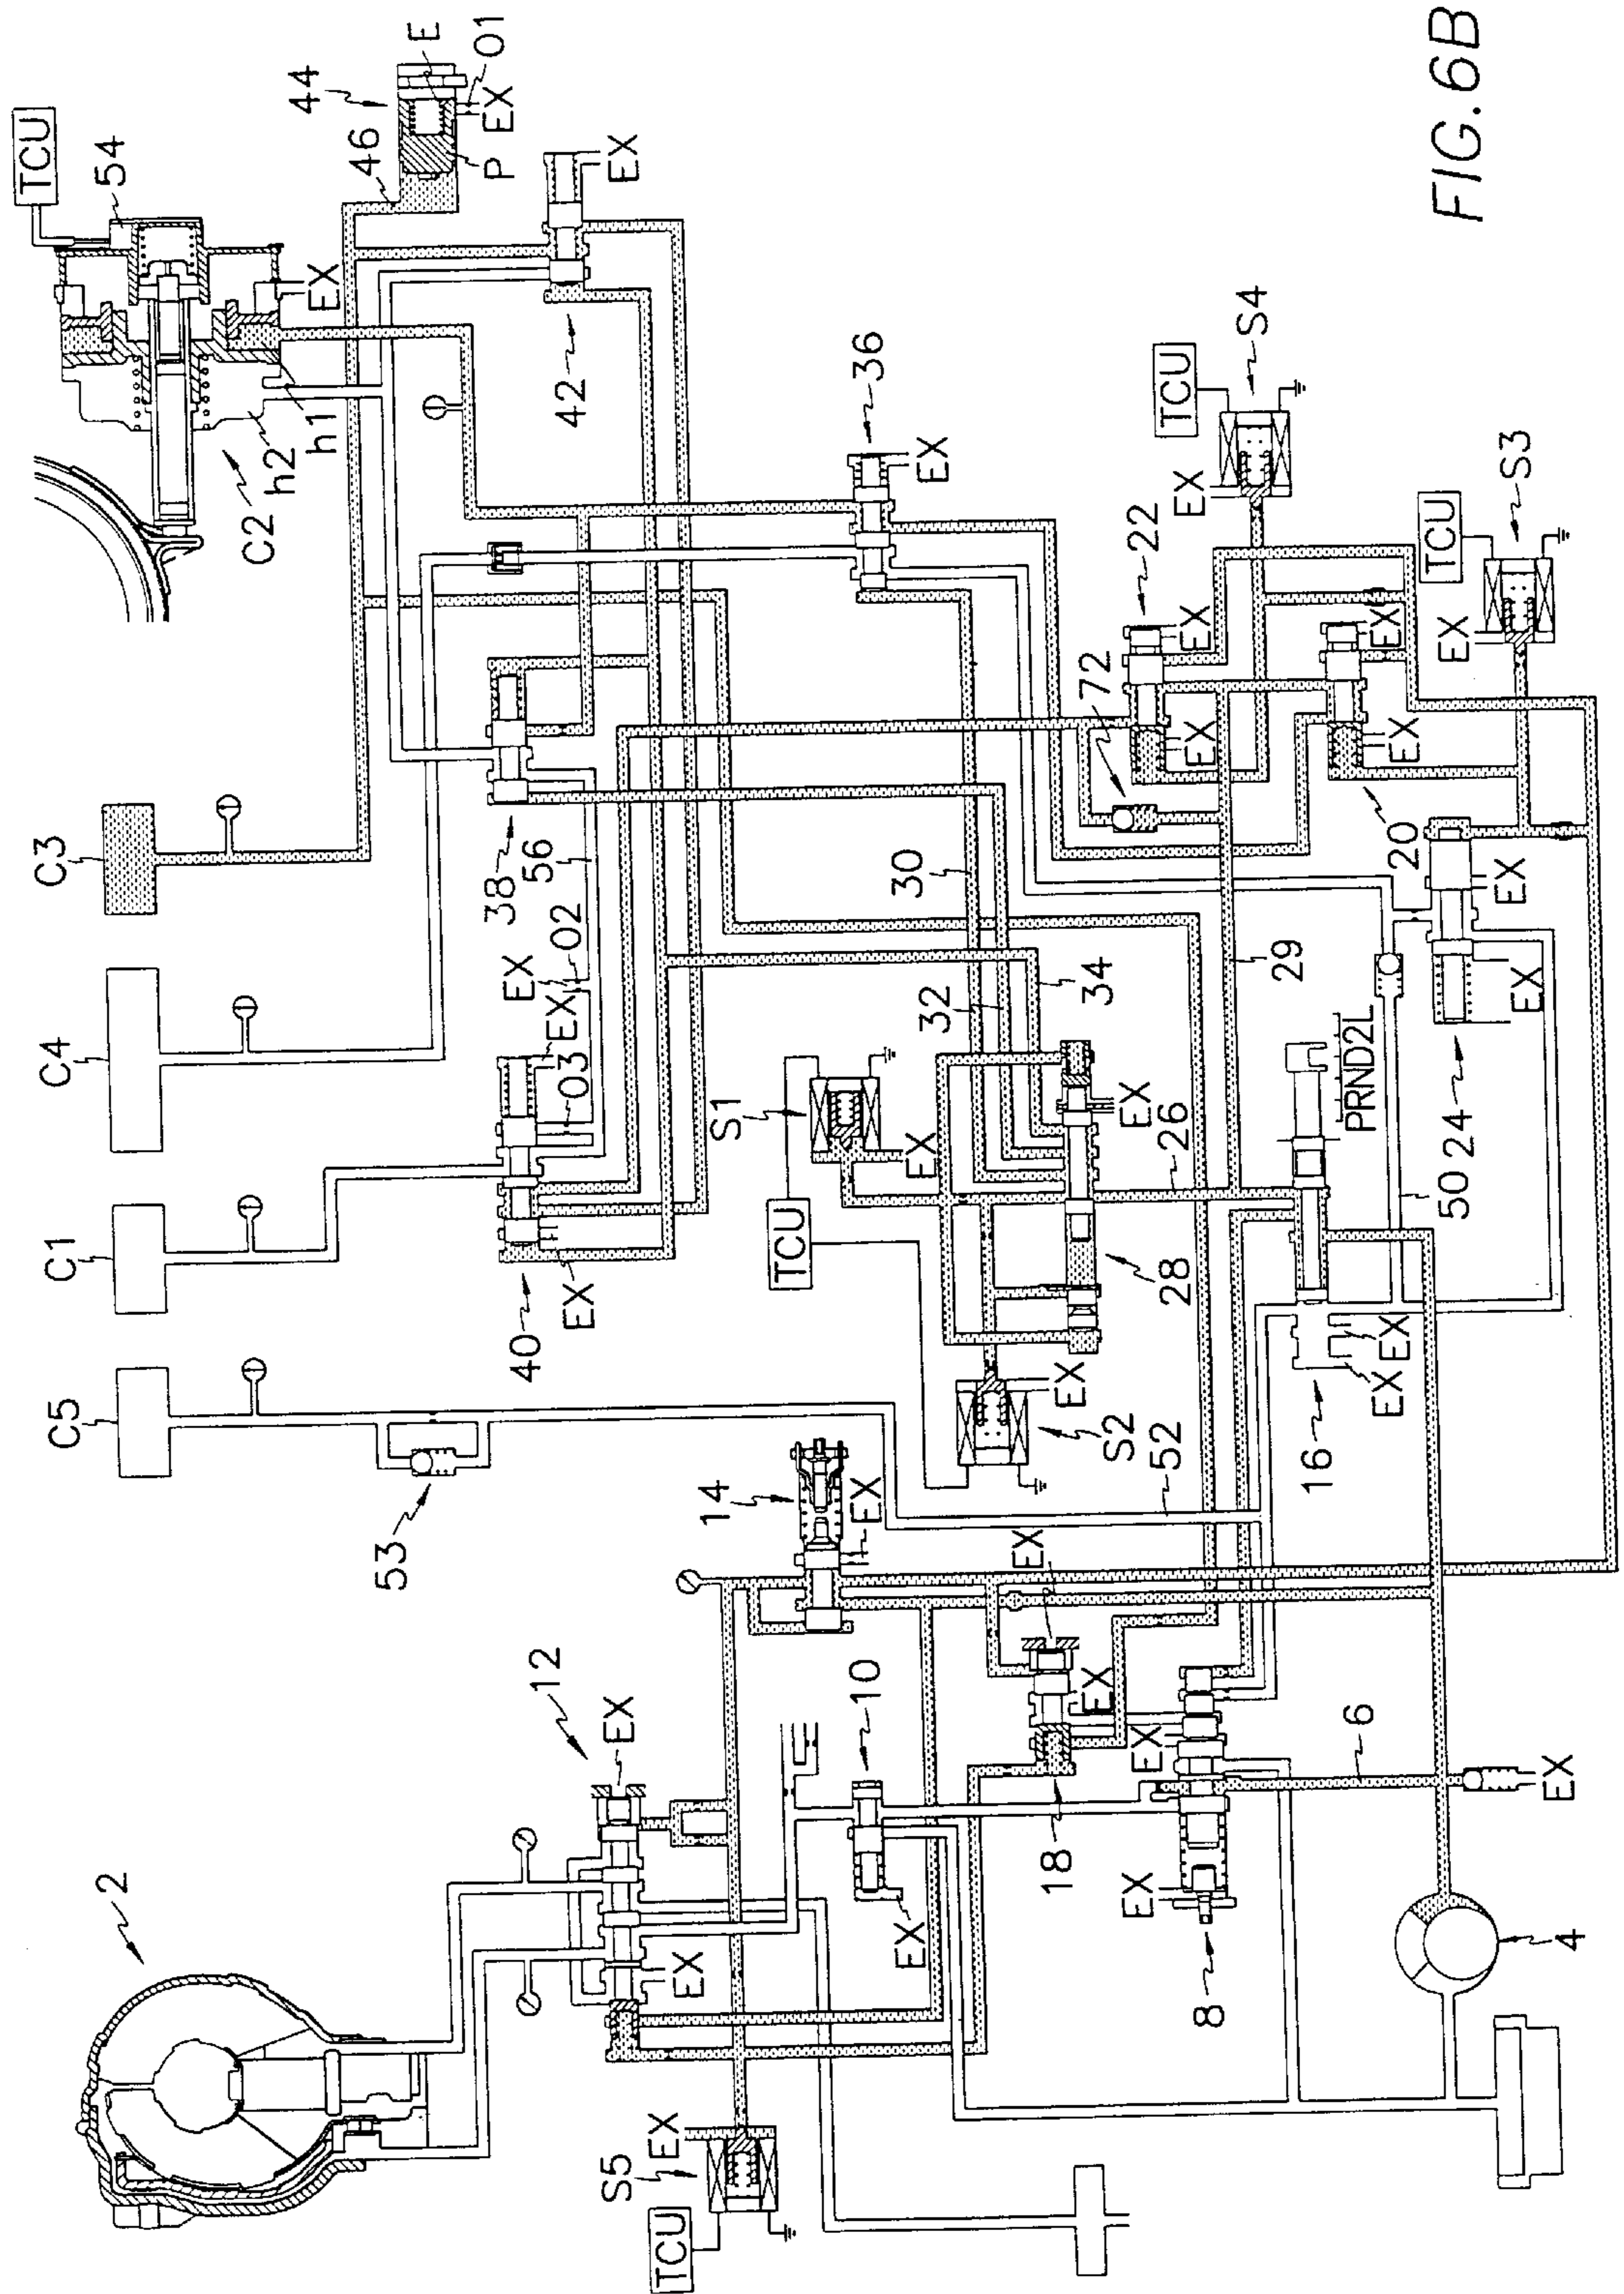 TCU
54
44
E
EX
01
46
P
EX
EX
h1
h2
C2
42
C3
C4
C1
C5
36
EX
38
56
EX
02
EX
03
40
EX
TCU
S4
EX
22
EX
72
EX
TCU
S3
EX
EX
EX
20
EX
30
32
34
29
S1
EX
TCU
EX
26
28
S2
EX
52
50
24
EX
PRND2L
16
EX
EX
53
14
EX
EX
12
EX
10
EX
EX
EX
18
EX
8
6
EX
4
2
EX
S5
TCU
EX
FIG.6B